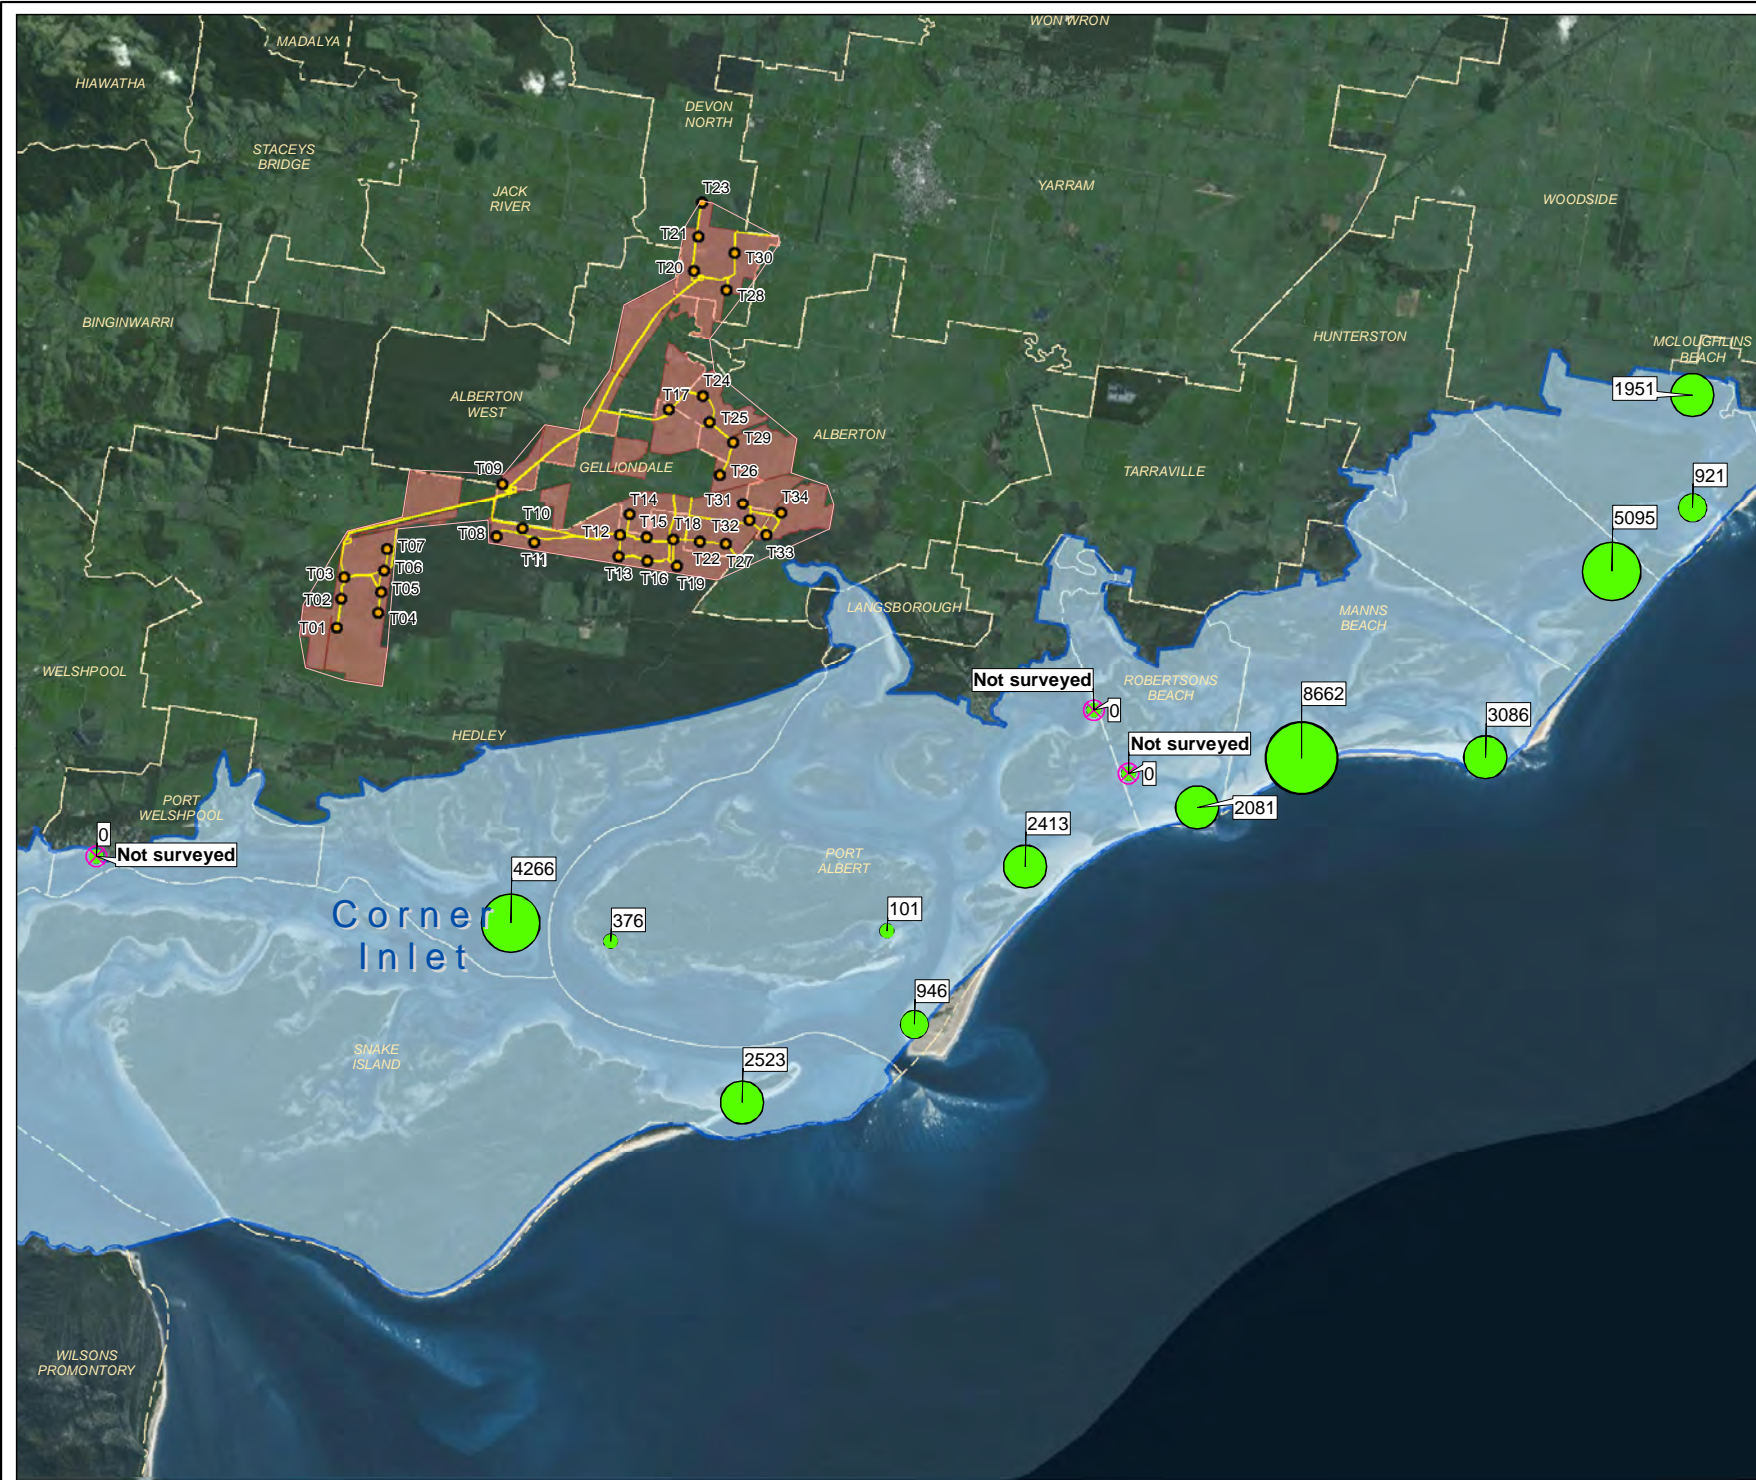 WON WRON
MADALYA
HIAWATHA
DEVON
NORTH
STACEYS
BRIDGE
JACK
RIVER
YARRAM
WOODSIDE
T23
T21
T30
T20
T28
BINGINWARRI
HUNTERSTON
MCLOUGHLINS
BEACH
1951
T24
T17
ALBERTON
WEST
T25
ALBERTON
T29
GELLIONDALE
TARRAVILLE
T09
T26
921
T14
T31
T34
5095
T10
T15
T18
T32
T12
T08
T11
T33
T22
T27
T07
T13
T16
T19
T06
T03
T05
T02
T04
T01
LANGSBOROUGH
MANNS
BEACH
WELSHPOOL
Not surveyed
ROBERTSONS
BEACH
8662
0
3086
HEDLEY
Not surveyed
0
PORT
WELSHPOOL
2081
0
Not surveyed
2413
PORT
ALBERT
4266
Corner
Inlet
376
101
946
SNAKE
ISLAND
2523
WILSONS
PROMONTORY